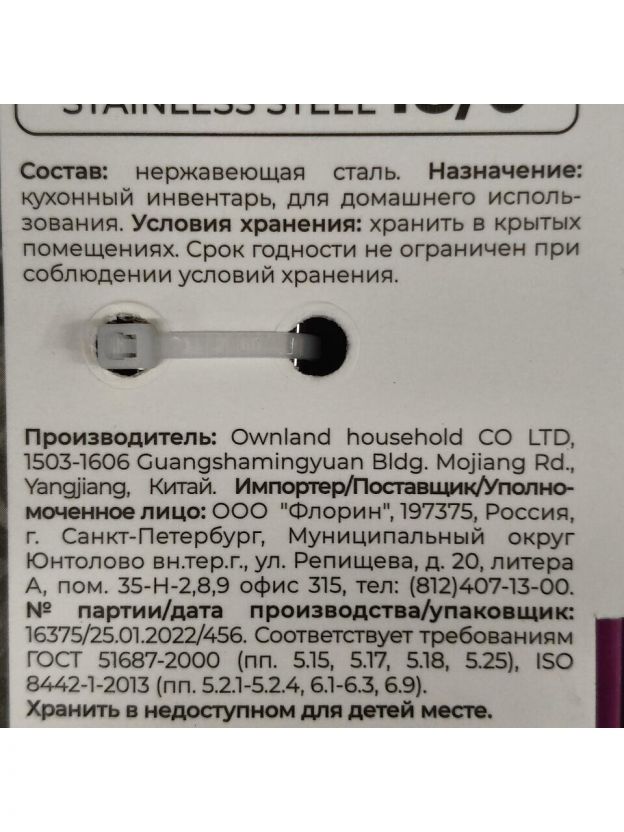 STAINLESS STEEL
Состав: нержавеющая сталь. Назначение:
кухонный инвентарь, для домашнего исполь-
зования. Условия хранения: хранить в крытых
помещениях. Срок годности не ограничен при
соблюдении условий хранения.
Производитель: Ownland household CO LTD,
1503-1606 Guangshamingyuan Bldg. Mojiang Rd.,
Yangjiang, Китай. Импортер/Поставщик/Уполно-
моченное лицо: ООО "Флорин", 197375, Россия,
г. Санкт-Петербург, Муниципальный округ
Юнтолово вн.тер.г., ул. Репищева, д. 20, литера
А, пом. 35-Н-2,8,9 офис 315, тел: (812)407-13-00.
№ партии/дата производства/упаковщик:
16375/25.01.2022/456. Соответствует требованиям
ГОСТ 51687-2000 (пп. 5.15, 5.17, 5.18, 5.25), ISO
8442-1-2013 (пп. 5.2.1-5.2.4, 6.1-6.3, 6.9).
Хранить в недоступном для детей месте.